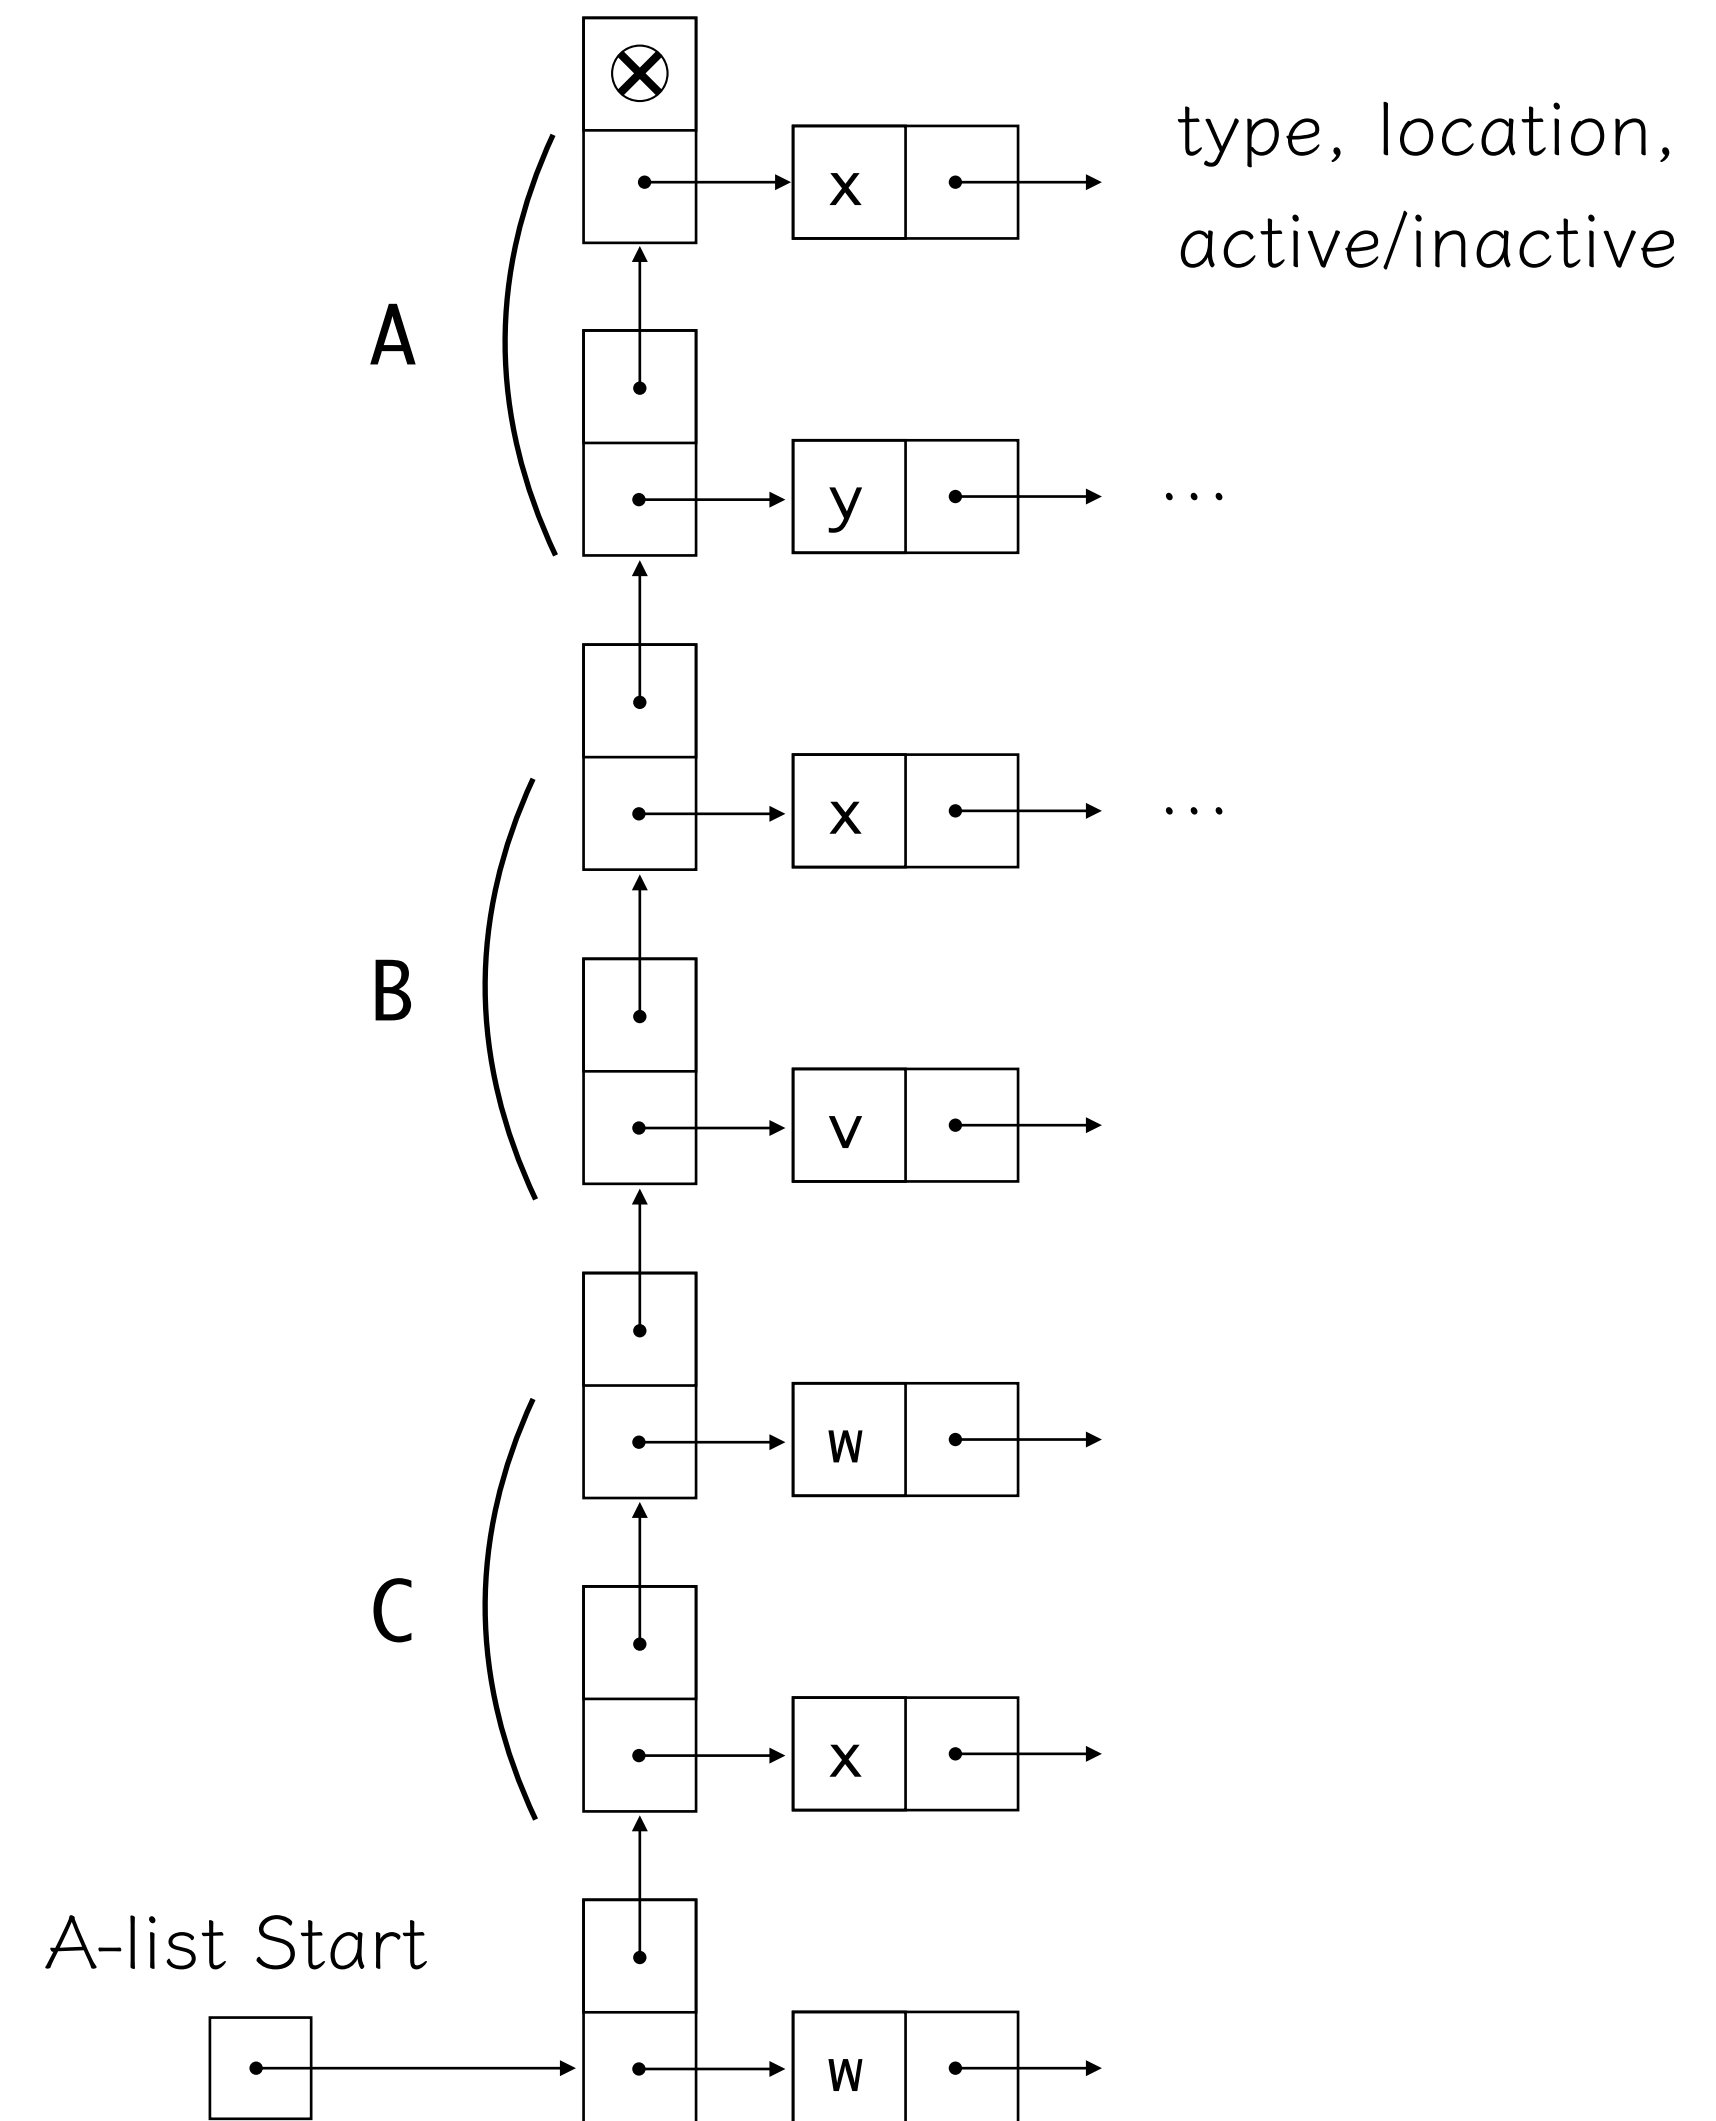 x
type, location,
active/inactive
A
y
...
x
...
B
v
w
C
x
A-list Start
w